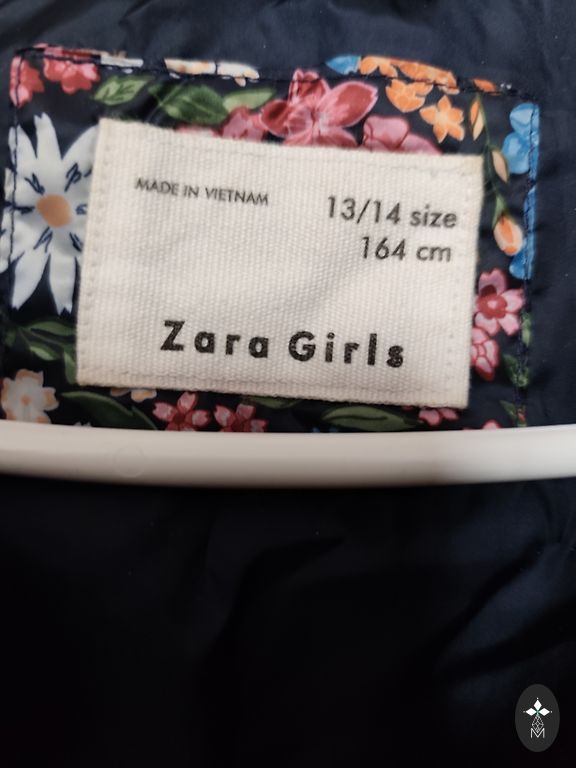 MADE IN VIETNAM
13/14 size
164 cm
Zara Girls
M